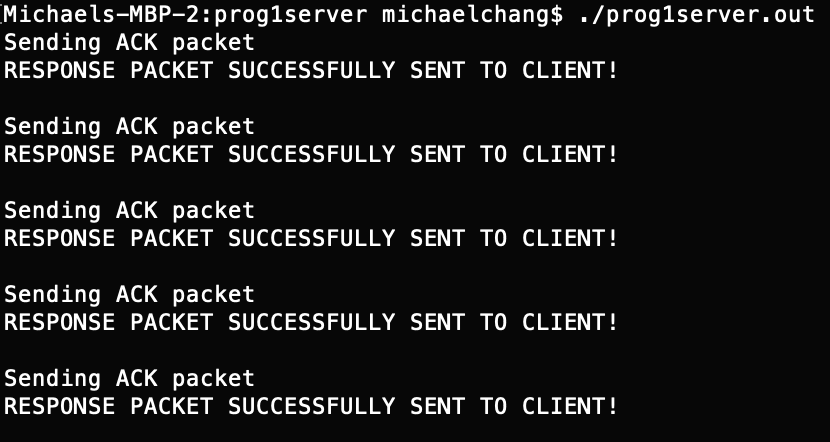 Michaels-MBP-2:prog1server michaelchang$ ./prog1server.out
Sending ACK packet
RESPONSE PACKET SUCCESSFULLY SENT TO CLIENT!
Sending ACK packet
RESPONSE PACKET SUCCESSFULLY SENT TO CLIENT!
Sending ACK packet
RESPONSE PACKET SUCCESSFULLY SENT TO CLIENT!
Sending ACK packet
RESPONSE PACKET SUCCESSFULLY SENT TO CLIENT!
Sending ACK packet
RESPONSE PACKET SUCCESSFULLY SENT TO CLIENT!